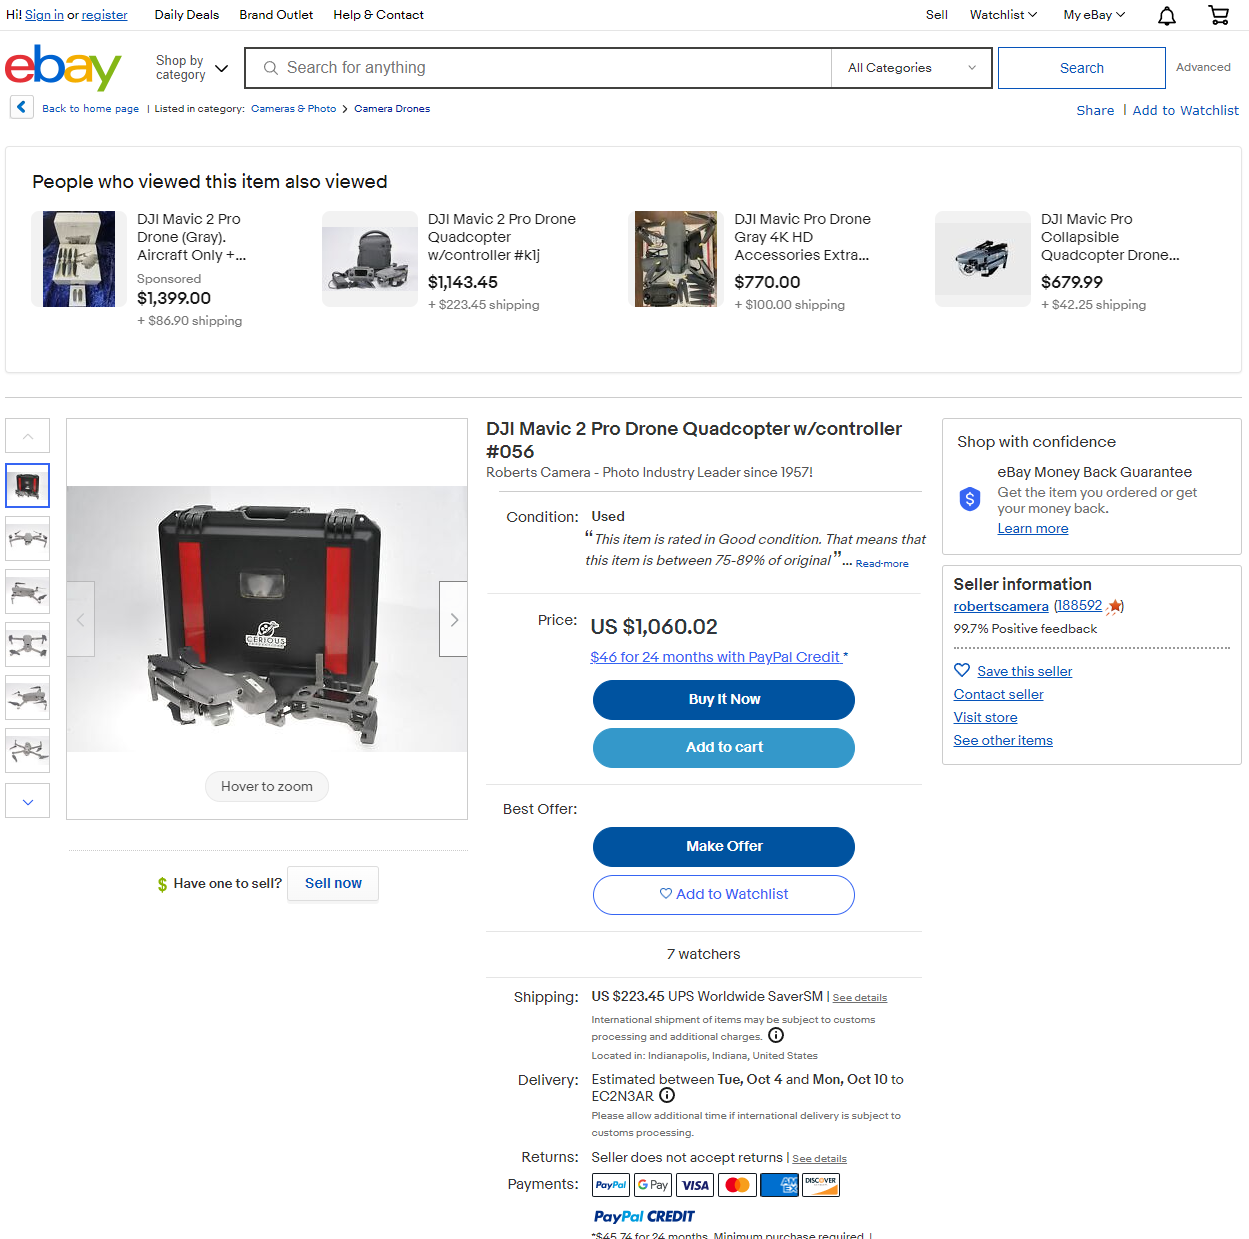 Hi! Sign in or register
Daily Deals
Brand Outlet
Help & Contact
Sell
Watchlist
My eBay
ebay
Shop by
category
Search for anything
All Categories
Search
Advanced
Back to home page | Listed in category: Cameras & Photo > Camera Drones
Share | Add to Watchlist
People who viewed this item also viewed
DJI Mavic 2 Pro
Drone (Gray).
Aircraft Only +...
Sponsored
$1,399.00
+ $86.90 shipping
DJI Mavic 2 Pro Drone
Quadcopter
w/controller #k1j
$1,143.45
+ $223.45 shipping
DJI Mavic Pro Drone
Gray 4K HD
Accessories Extra...
$770.00
+ $100.00 shipping
DJI Mavic Pro
Collapsible
Quadcopter Drone...
$679.99
+ $42.25 shipping
CERIOUS
Hover to zoom
$ Have one to sell? Sell now
DJI Mavic 2 Pro Drone Quadcopter w/controller
#056
Roberts Camera - Photo Industry Leader since 1957!
Condition: Used
“This item is rated in Good condition. That means that
this item is between 75-89% of original”... Read more
Price: US $1,060.02
$46 for 24 months with PayPal Credit *
Buy It Now
Add to cart
Best Offer:
Make Offer
Add to Watchlist
7 watchers
Shipping: US $223.45 UPS Worldwide SaverSM | See details
International shipment of items may be subject to customs
processing and additional charges.
Located in: Indianapolis, Indiana, United States
Delivery: Estimated between Tue, Oct 4 and Mon, Oct 10 to
EC2N3AR
Please allow additional time if international delivery is subject to
customs processing.
Returns: Seller does not accept returns | See details
Payments: PayPal G Pay VISA AMEX DISCOVER
PayPal CREDIT
*$45.74 for 24 months. Minimum purchase required. |
Shop with confidence
eBay Money Back Guarantee
Get the item you ordered or get
your money back.
Learn more
Seller information
robertscamera (188592)
99.7% Positive feedback
Save this seller
Contact seller
Visit store
See other items